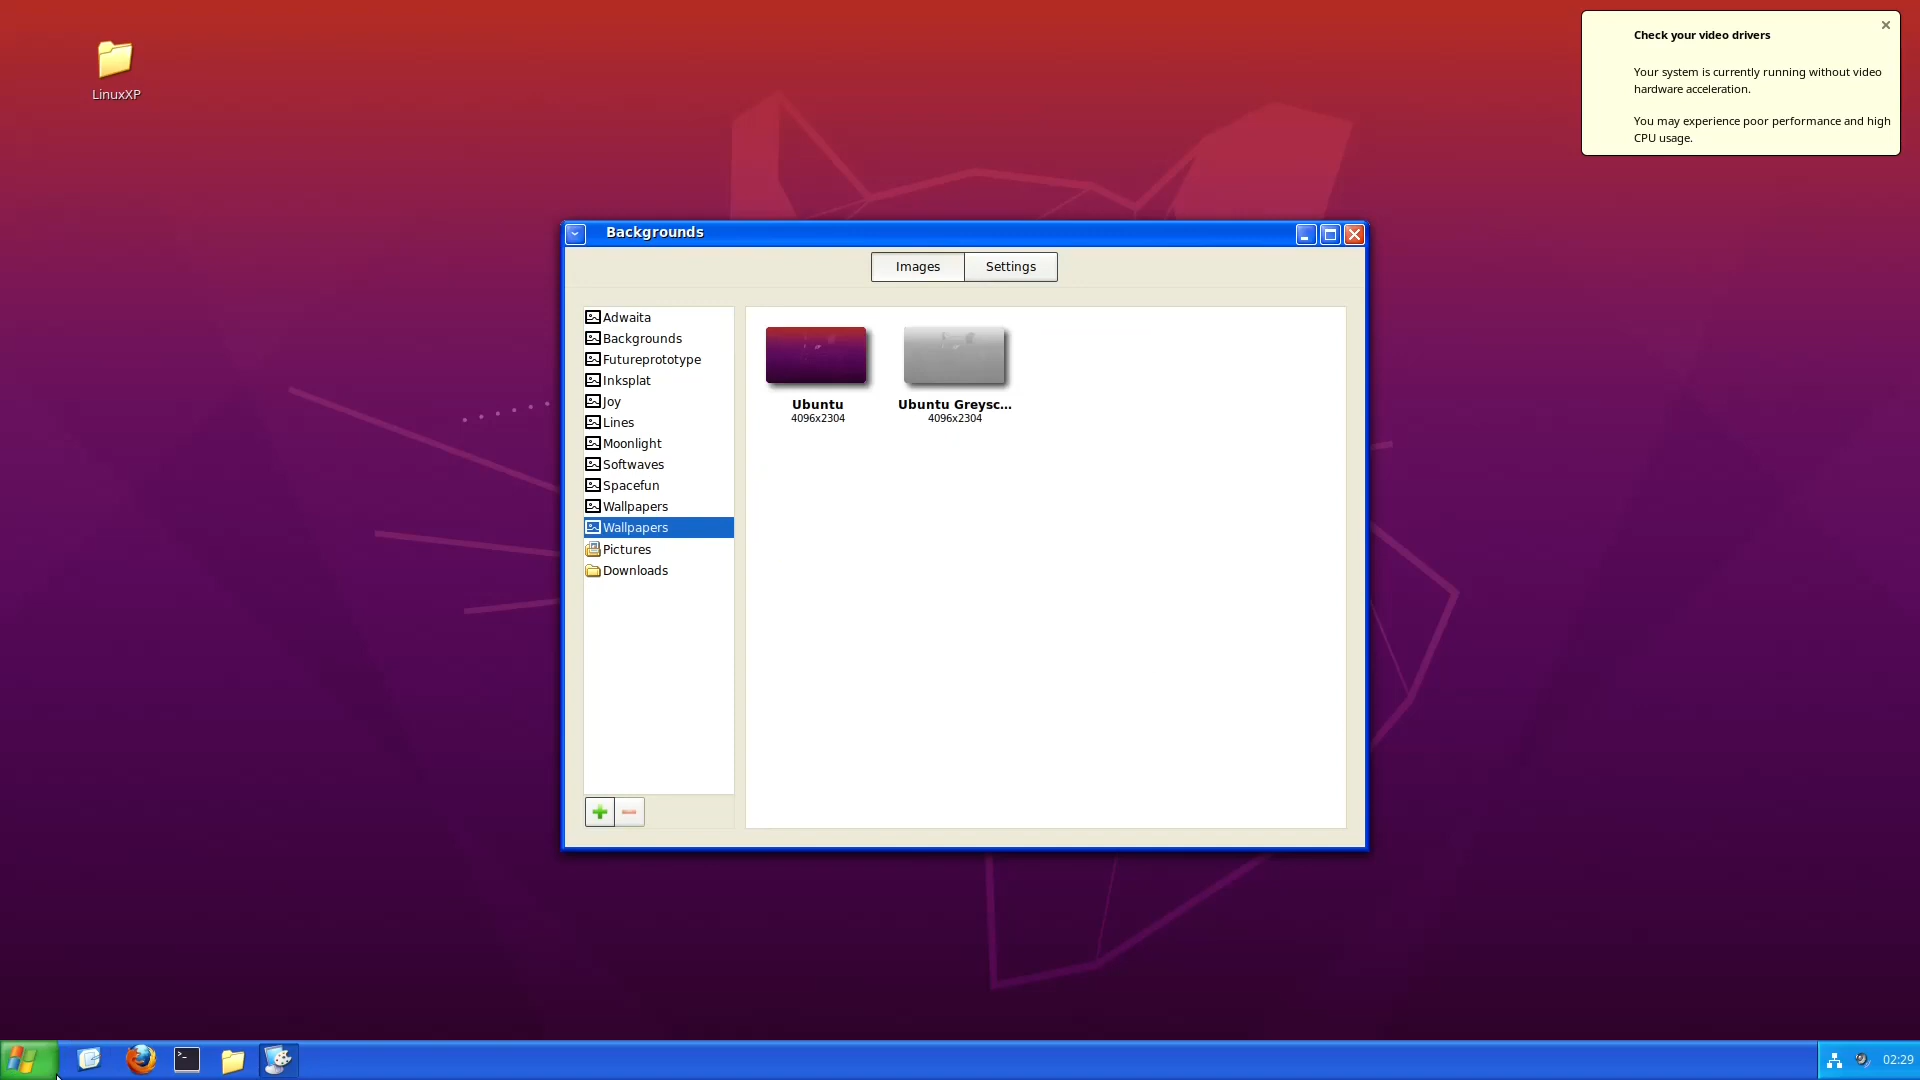 LinuxXP
Check your video drivers
Your system is currently running without video
hardware acceleration.
You may experience poor performance and high
CPU usage.
Backgrounds
Images
Settings
Adwaita
Backgrounds
Futureprototype
Inksplat
Joy
Lines
Moonlight
Softwaves
Spacefun
Wallpapers
Wallpapers
Pictures
Downloads
Ubuntu
4096x2304
Ubuntu Greysc...
4096x2304
02:29